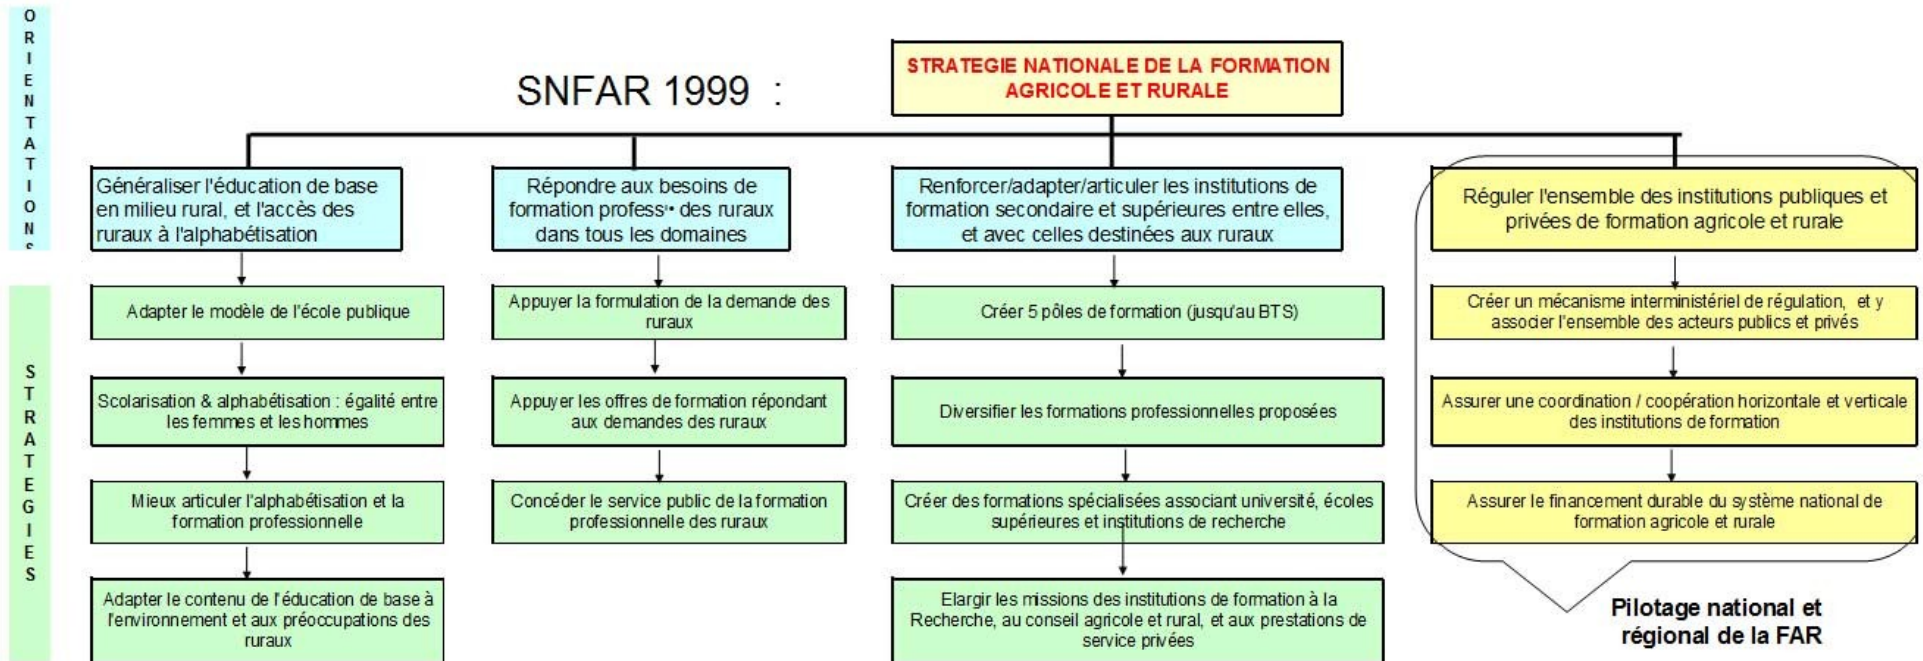 ORIENTATIONS
SNFAR 1999 :
STRATEGIE NATIONALE DE LA FORMATION
AGRICOLE ET RURALE
Généraliser l'éducation de base
en milieu rural, et l'accès des
ruraux à l'alphabétisation
Répondre aux besoins de
formation profess des ruraux
dans tous les domaines
Renforcer/adapter/articuler les institutions de
formation secondaire et supérieures entre elles,
et avec celles destinées aux ruraux
Réguler l'ensemble des institutions publiques et
privées de formation agricole et rurale
STRATEGIES
Adapter le modèle de l'école publique
Appuyer la formulation de la demande des
ruraux
Créer 5 pôles de formation (jusqu'au BTS)
Créer un mécanisme interministériel de régulation, et y
associer l'ensemble des acteurs publics et privés
Scolarisation & alphabétisation : égalité entre
les femmes et les hommes
Appuyer les offres de formation répondant
aux demandes des ruraux
Diversifier les formations professionnelles proposées
Assurer une coordination / coopération horizontale et verticale
des institutions de formation
Mieux articuler l'alphabétisation et la
formation professionnelle
Concéder le service public de la formation
professionnelle des ruraux
Créer des formations spécialisées associant université, écoles
supérieures et institutions de recherche
Assurer le financement durable du système national de
formation agricole et rurale
Adapter le contenu de l'éducation de base à
l'environnement et aux préoccupations des
ruraux
Elargir les missions des institutions de formation à la
Recherche, au conseil agricole et rural, et aux prestations de
service privées
Pilotage national et
régional de la FAR